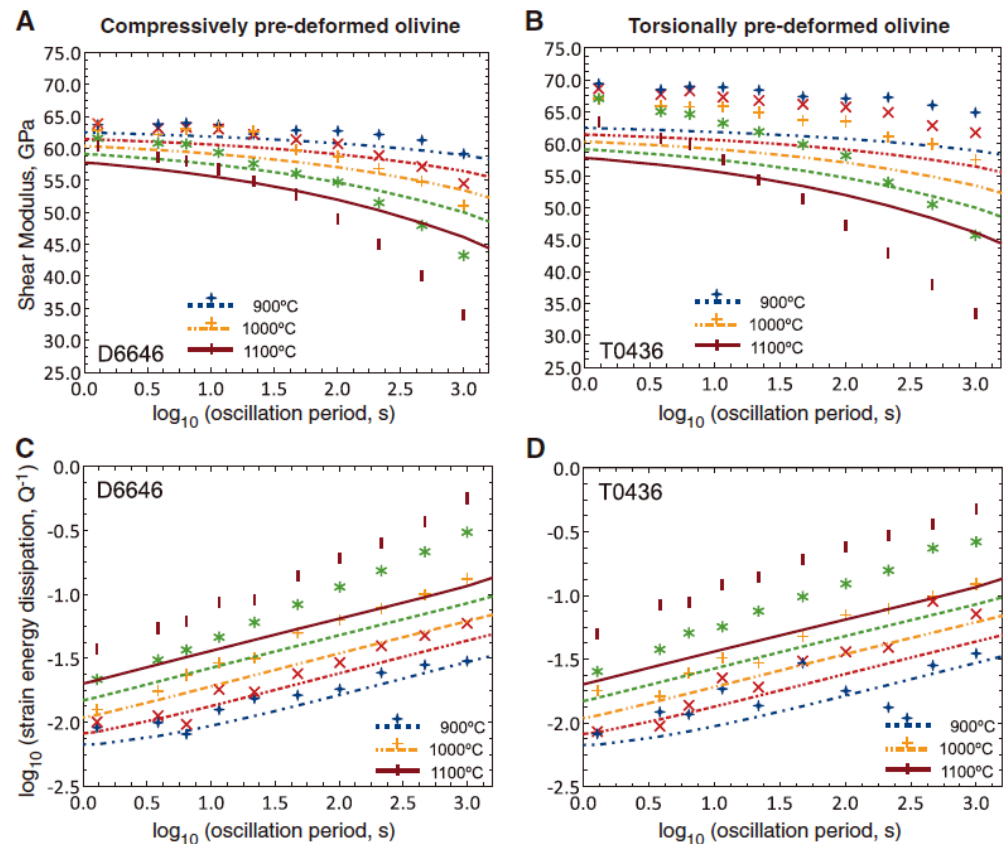 A Compressively pre-deformed olivine
75.0
70.0
65.0
60.0
55.0
50.0
45.0
40.0
35.0
30.0
25.0
Shear Modulus, GPa
900ºC
1000ºC
1100ºC
D6646
0.0 0.5 1.0 1.5 2.0 2.5 3.0
log10 (oscillation period, s)
B Torsionally pre-deformed olivine
75.0
70.0
65.0
60.0
55.0
50.0
45.0
40.0
35.0
30.0
25.0
900ºC
1000ºC
1100ºC
T0436
0.0 0.5 1.0 1.5 2.0 2.5 3.0
log10 (oscillation period, s)
C
0.0
-0.5
-1.0
-1.5
-2.0
-2.5
log10 (strain energy dissipation, Q-1)
D6646
900ºC
1000ºC
1100ºC
0.0 0.5 1.0 1.5 2.0 2.5 3.0
log10 (oscillation period, s)
D
0.0
-0.5
-1.0
-1.5
-2.0
-2.5
T0436
900ºC
1000ºC
1100ºC
0.0 0.5 1.0 1.5 2.0 2.5 3.0
log10 (oscillation period, s)